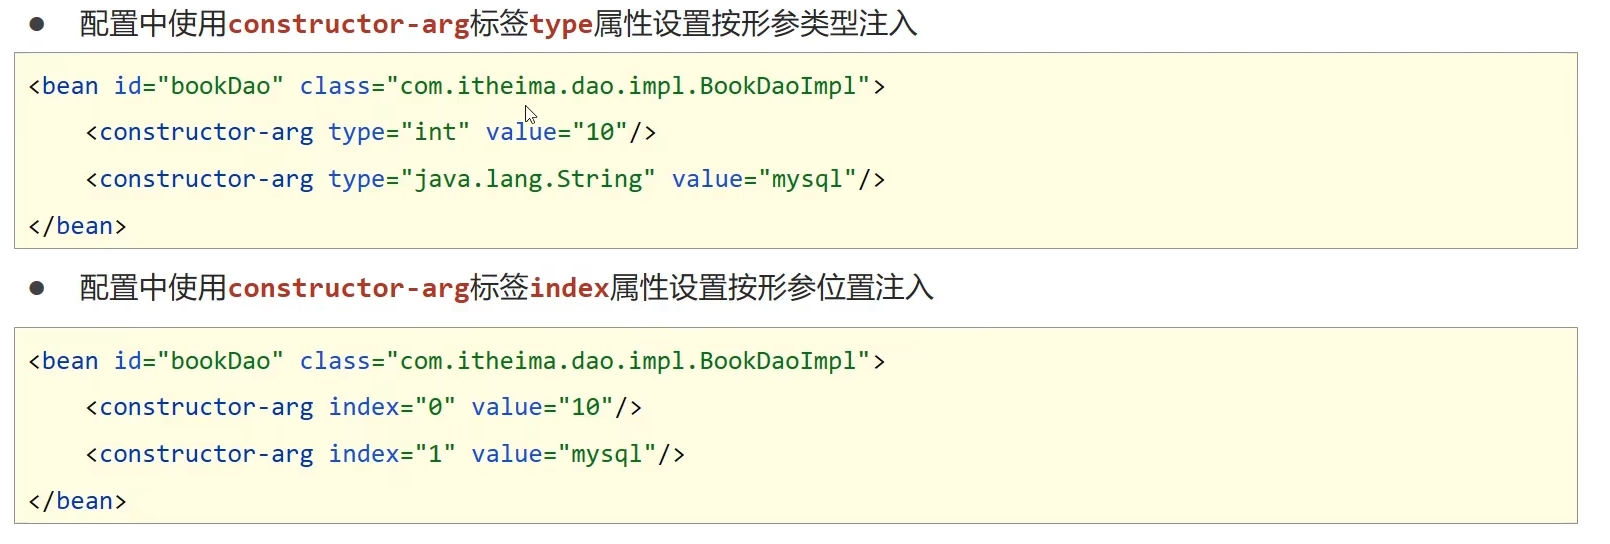 ● 配置中使用constructor-arg标签type属性设置按形参类型注入
<bean id="bookDao" class="com.itheima.dao.impl.BookDaoImpl">
    <constructor-arg type="int" value="10"/>
    <constructor-arg type="java.lang.String" value="mysql"/>
</bean>
● 配置中使用constructor-arg标签index属性设置按形参位置注入
<bean id="bookDao" class="com.itheima.dao.impl.BookDaoImpl">
    <constructor-arg index="0" value="10"/>
    <constructor-arg index="1" value="mysql"/>
</bean>